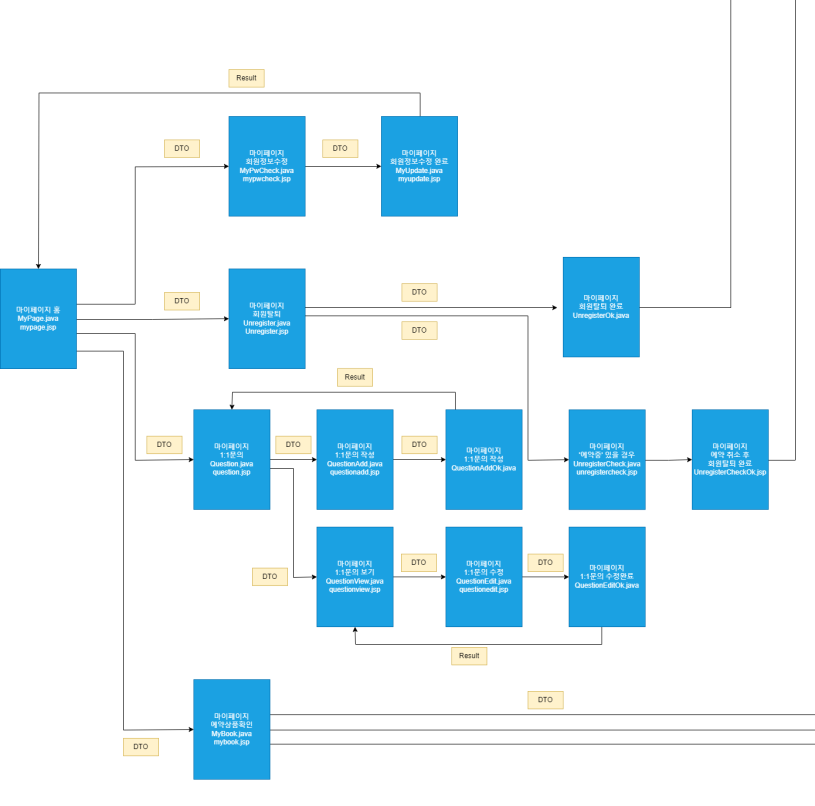 Result
DTO
마이페이지
회원정보수정
MyPwCheck.java
mypwcheck.jsp
DTO
마이페이지
회원정보수정 완료
MyUpdate.java
myupdate.jsp
마이페이지 홈
MyPage.java
mypage.jsp
DTO
마이페이지
회원탈퇴
Unregister.java
Unregister.jsp
DTO
DTO
마이페이지
회원탈퇴 완료
UnregisterOk.java
Result
DTO
마이페이지
1:1문의
Question.java
question.jsp
DTO
마이페이지
1:1문의 작성
QuestionAdd.java
questionadd.jsp
DTO
마이페이지
1:1문의 작성
QuestionAddOk.java
마이페이지
'예약중' 있을 경우
UnregisterCheck.java
unregistercheck.jsp
마이페이지
예약 취소 후
회원탈퇴 완료
UnregisterCheckOk.jsp
DTO
마이페이지
1:1문의 보기
QuestionView.java
questionview.jsp
DTO
마이페이지
1:1문의 수정
QuestionEdit.java
questionedit.jsp
DTO
마이페이지
1:1문의 수정완료
QuestionEditOk.java
Result
DTO
마이페이지
예약상품확인
MyBook.java
mybook.jsp
DTO